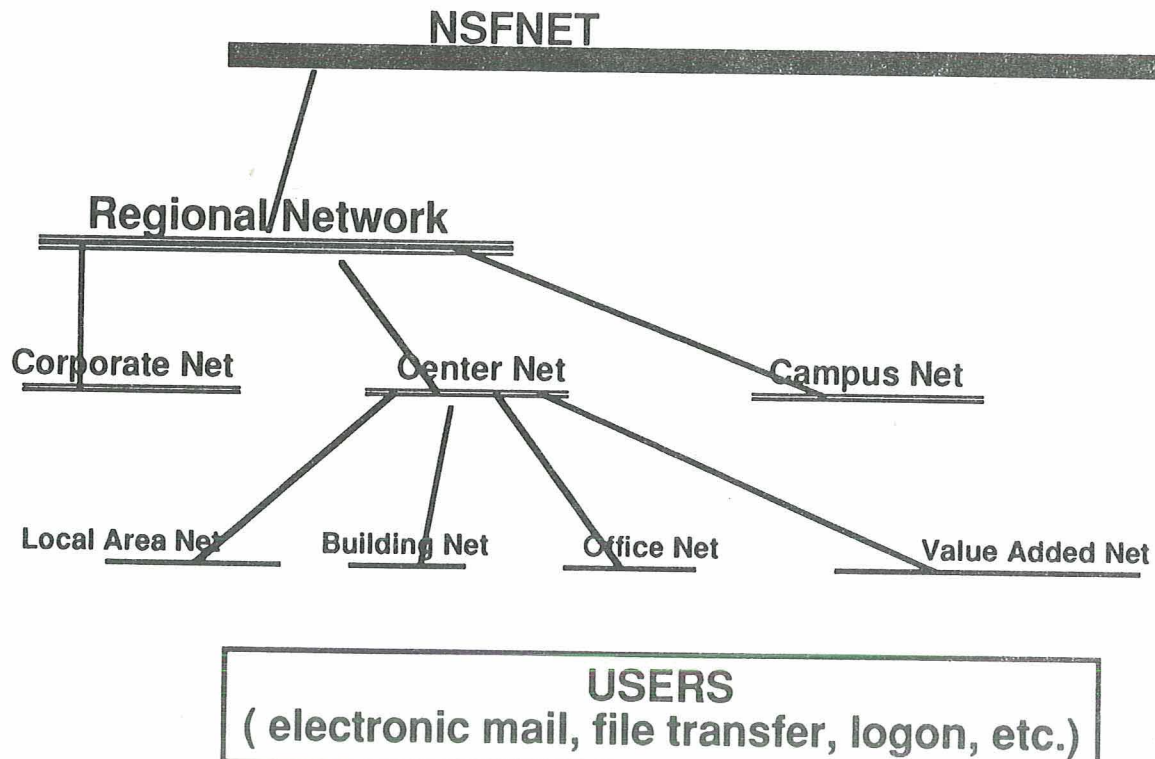 NSFNET
Regional Network
Corporate Net
Center Net
Campus Net
Local Area Net
Building Net
Office Net
Value Added Net
USERS
( electronic mail, file transfer, logon, etc.)